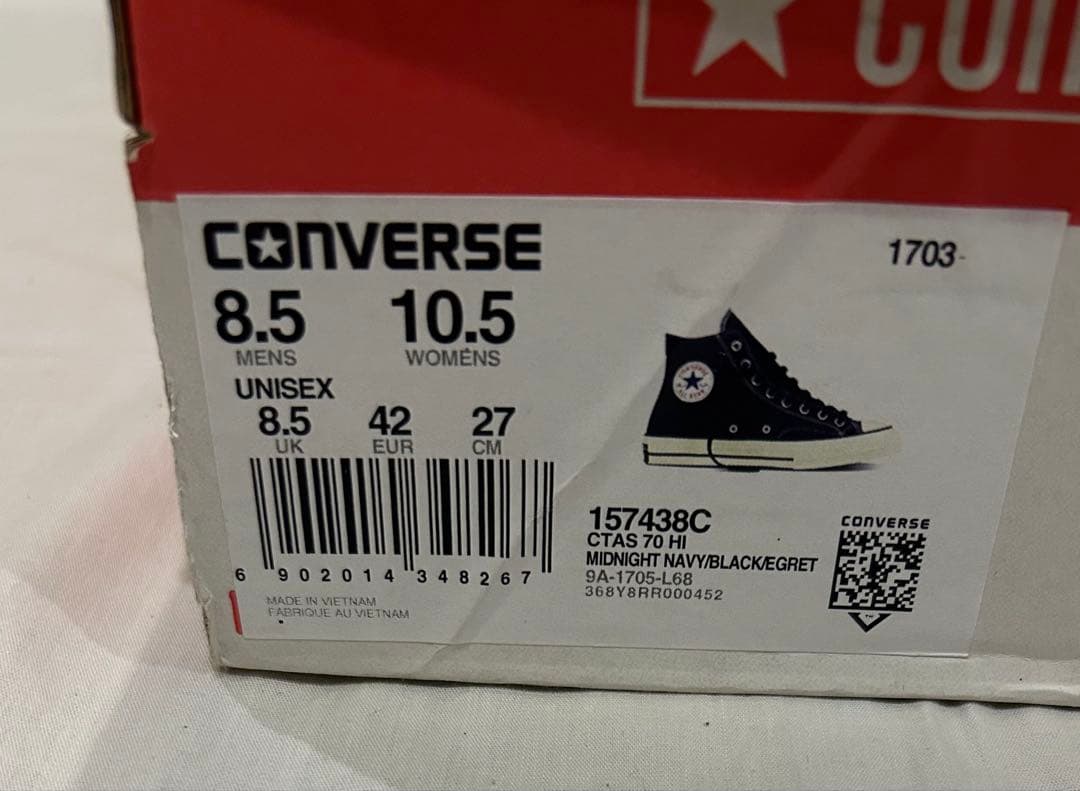 CONVERSE
1703-
8.5 10.5
MENS WOMENS
UNISEX
8.5 42 27
UK EUR CM
6 902014 348267
MADE IN VIETNAM
FABRIQUE AU VIETNAM
157438C
CTAS 70 HI
MIDNIGHT NAVY/BLACK/EGRET
9A-1705-L68
368Y8RR000452
CONVERSE